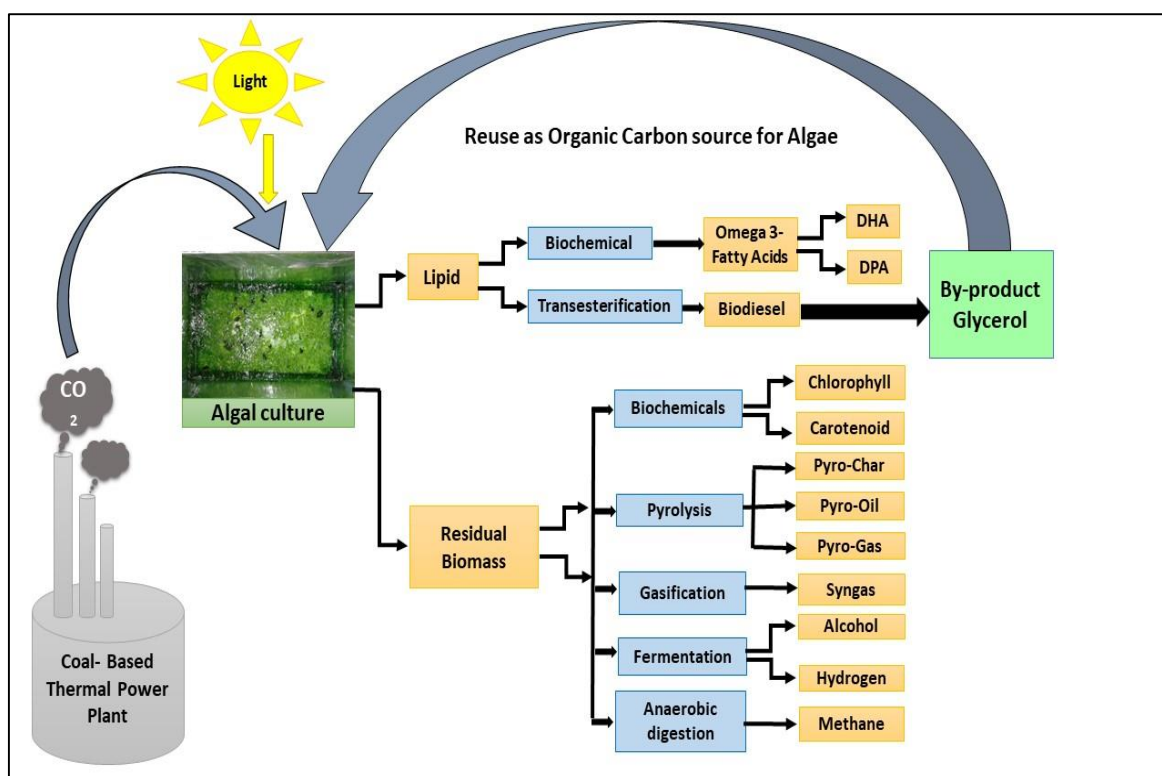 Light
Reuse as Organic Carbon source for Algae
CO
2
Algal culture
Coal- Based
Thermal Power
Plant
Lipid
Biochemical
Omega 3-
Fatty Acids
DHA
DPA
Transesterification
Biodiesel
By-product
Glycerol
Residual
Biomass
Biochemicals
Chlorophyll
Carotenoid
Pyrolysis
Pyro-Char
Pyro-Oil
Pyro-Gas
Gasification
Syngas
Fermentation
Alcohol
Hydrogen
Anaerobic
digestion
Methane